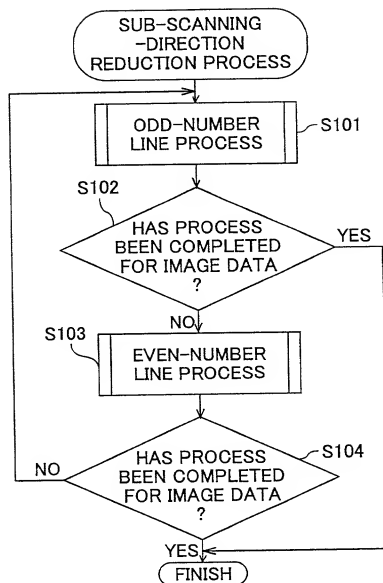 SUB-SCANNING
-DIRECTION
REDUCTION PROCESS
ODD-NUMBER
LINE PROCESS
S101
S102
HAS PROCESS
BEEN COMPLETED
FOR IMAGE DATA
?
YES
NO
S103
EVEN-NUMBER
LINE PROCESS
S104
HAS PROCESS
BEEN COMPLETED
FOR IMAGE DATA
?
NO
YES
FINISH